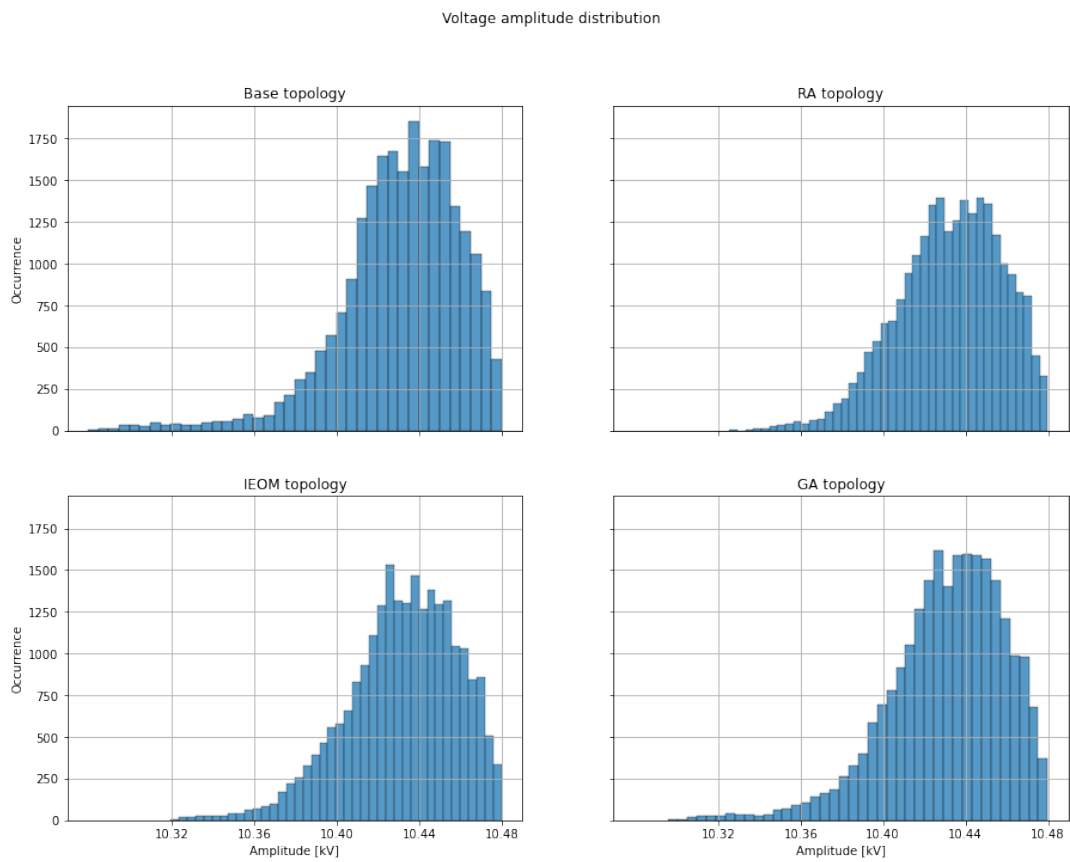 Voltage amplitude distribution
Base topology
RA topology
1750
1500
1250
1000
750
500
250
0
Occurrence
IEOM topology
GA topology
1750
1500
1250
1000
750
500
250
0
Occurrence
10.32 10.36 10.40 10.44 10.48
10.32 10.36 10.40 10.44 10.48
Amplitude [kV]
Amplitude [kV]